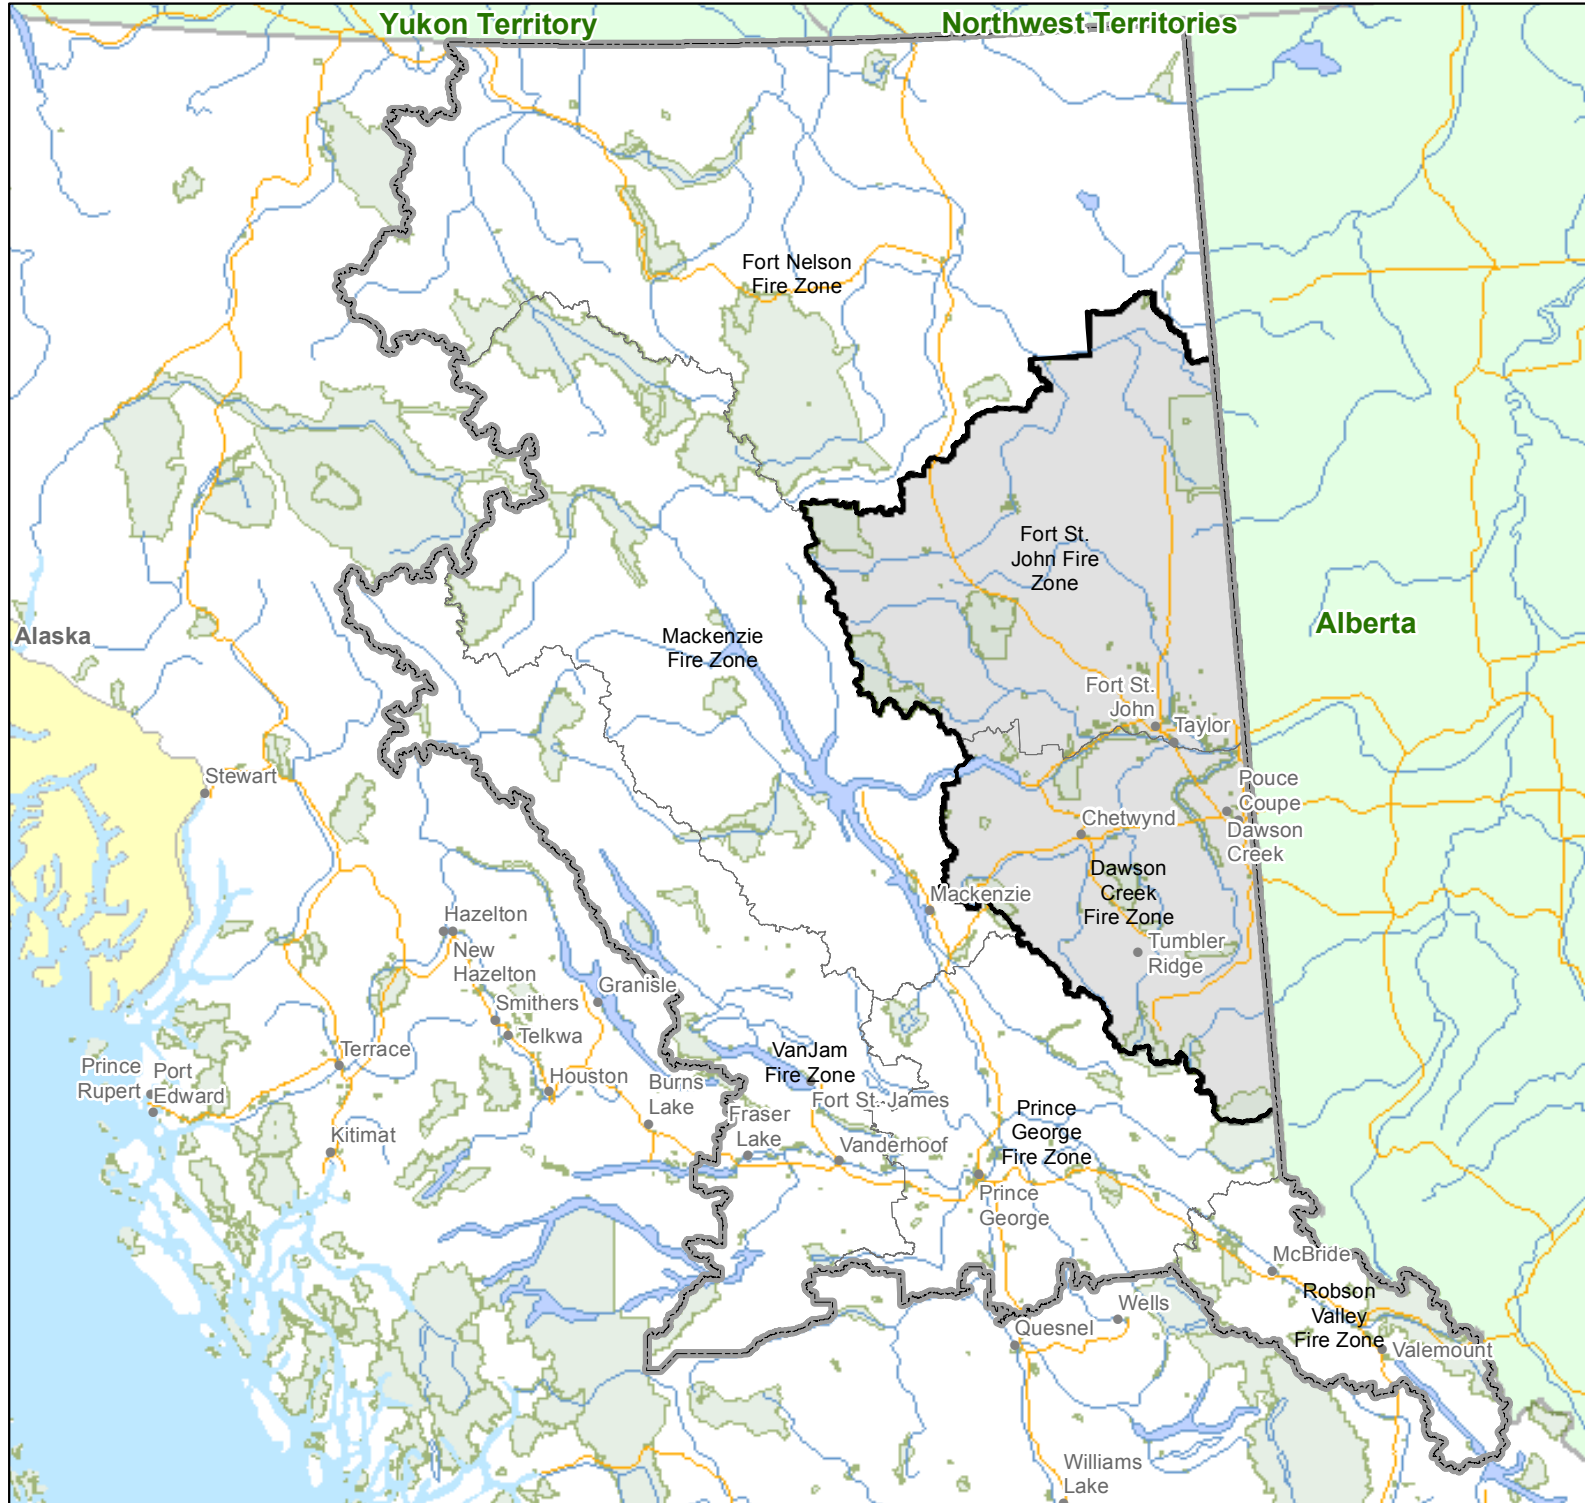 Yukon Territory
Northwest Territories
Fort Nelson
Fire Zone
Fort St.
John Fire
Zone
Alaska
Mackenzie
Fire Zone
Alberta
Fort St.
John
Taylor
Stewart
Pouce
Coupe
Dawson
Creek
Chetwynd
Dawson
Creek
Fire Zone
Mackenzie
Hazelton
New
Hazelton
Tumbler
Ridge
Granisle
Smithers
Telkwa
Terrace
VanJam
Fire Zone
Prince
Rupert
Port
Edward
Houston
Burns
Lake
Fort St. James
Fraser
Lake
Prince
George
Fire Zone
Kitimat
Vanderhoof
Prince
George
McBride
Robson
Valley
Fire Zone
Wells
Quesnel
Valemount
Williams
Lake